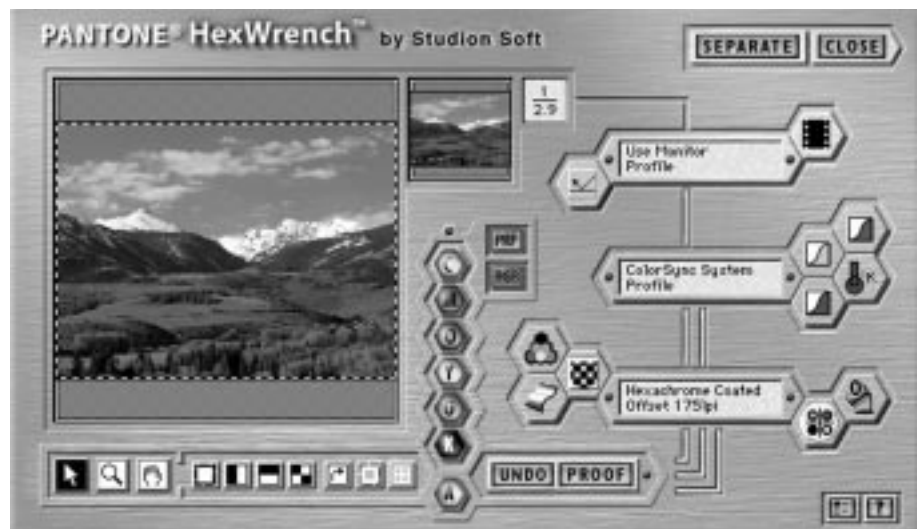 PANTONE® HexWrench™ by Studion Soft
SEPARATE CLOSE
1
2.9
Use Monitor
Profile
ColorSync System
Profile
K
RGB
C
Y
G
K
A
Hexachrome Coated
Offset 175lpi
UNDO PROOF
?